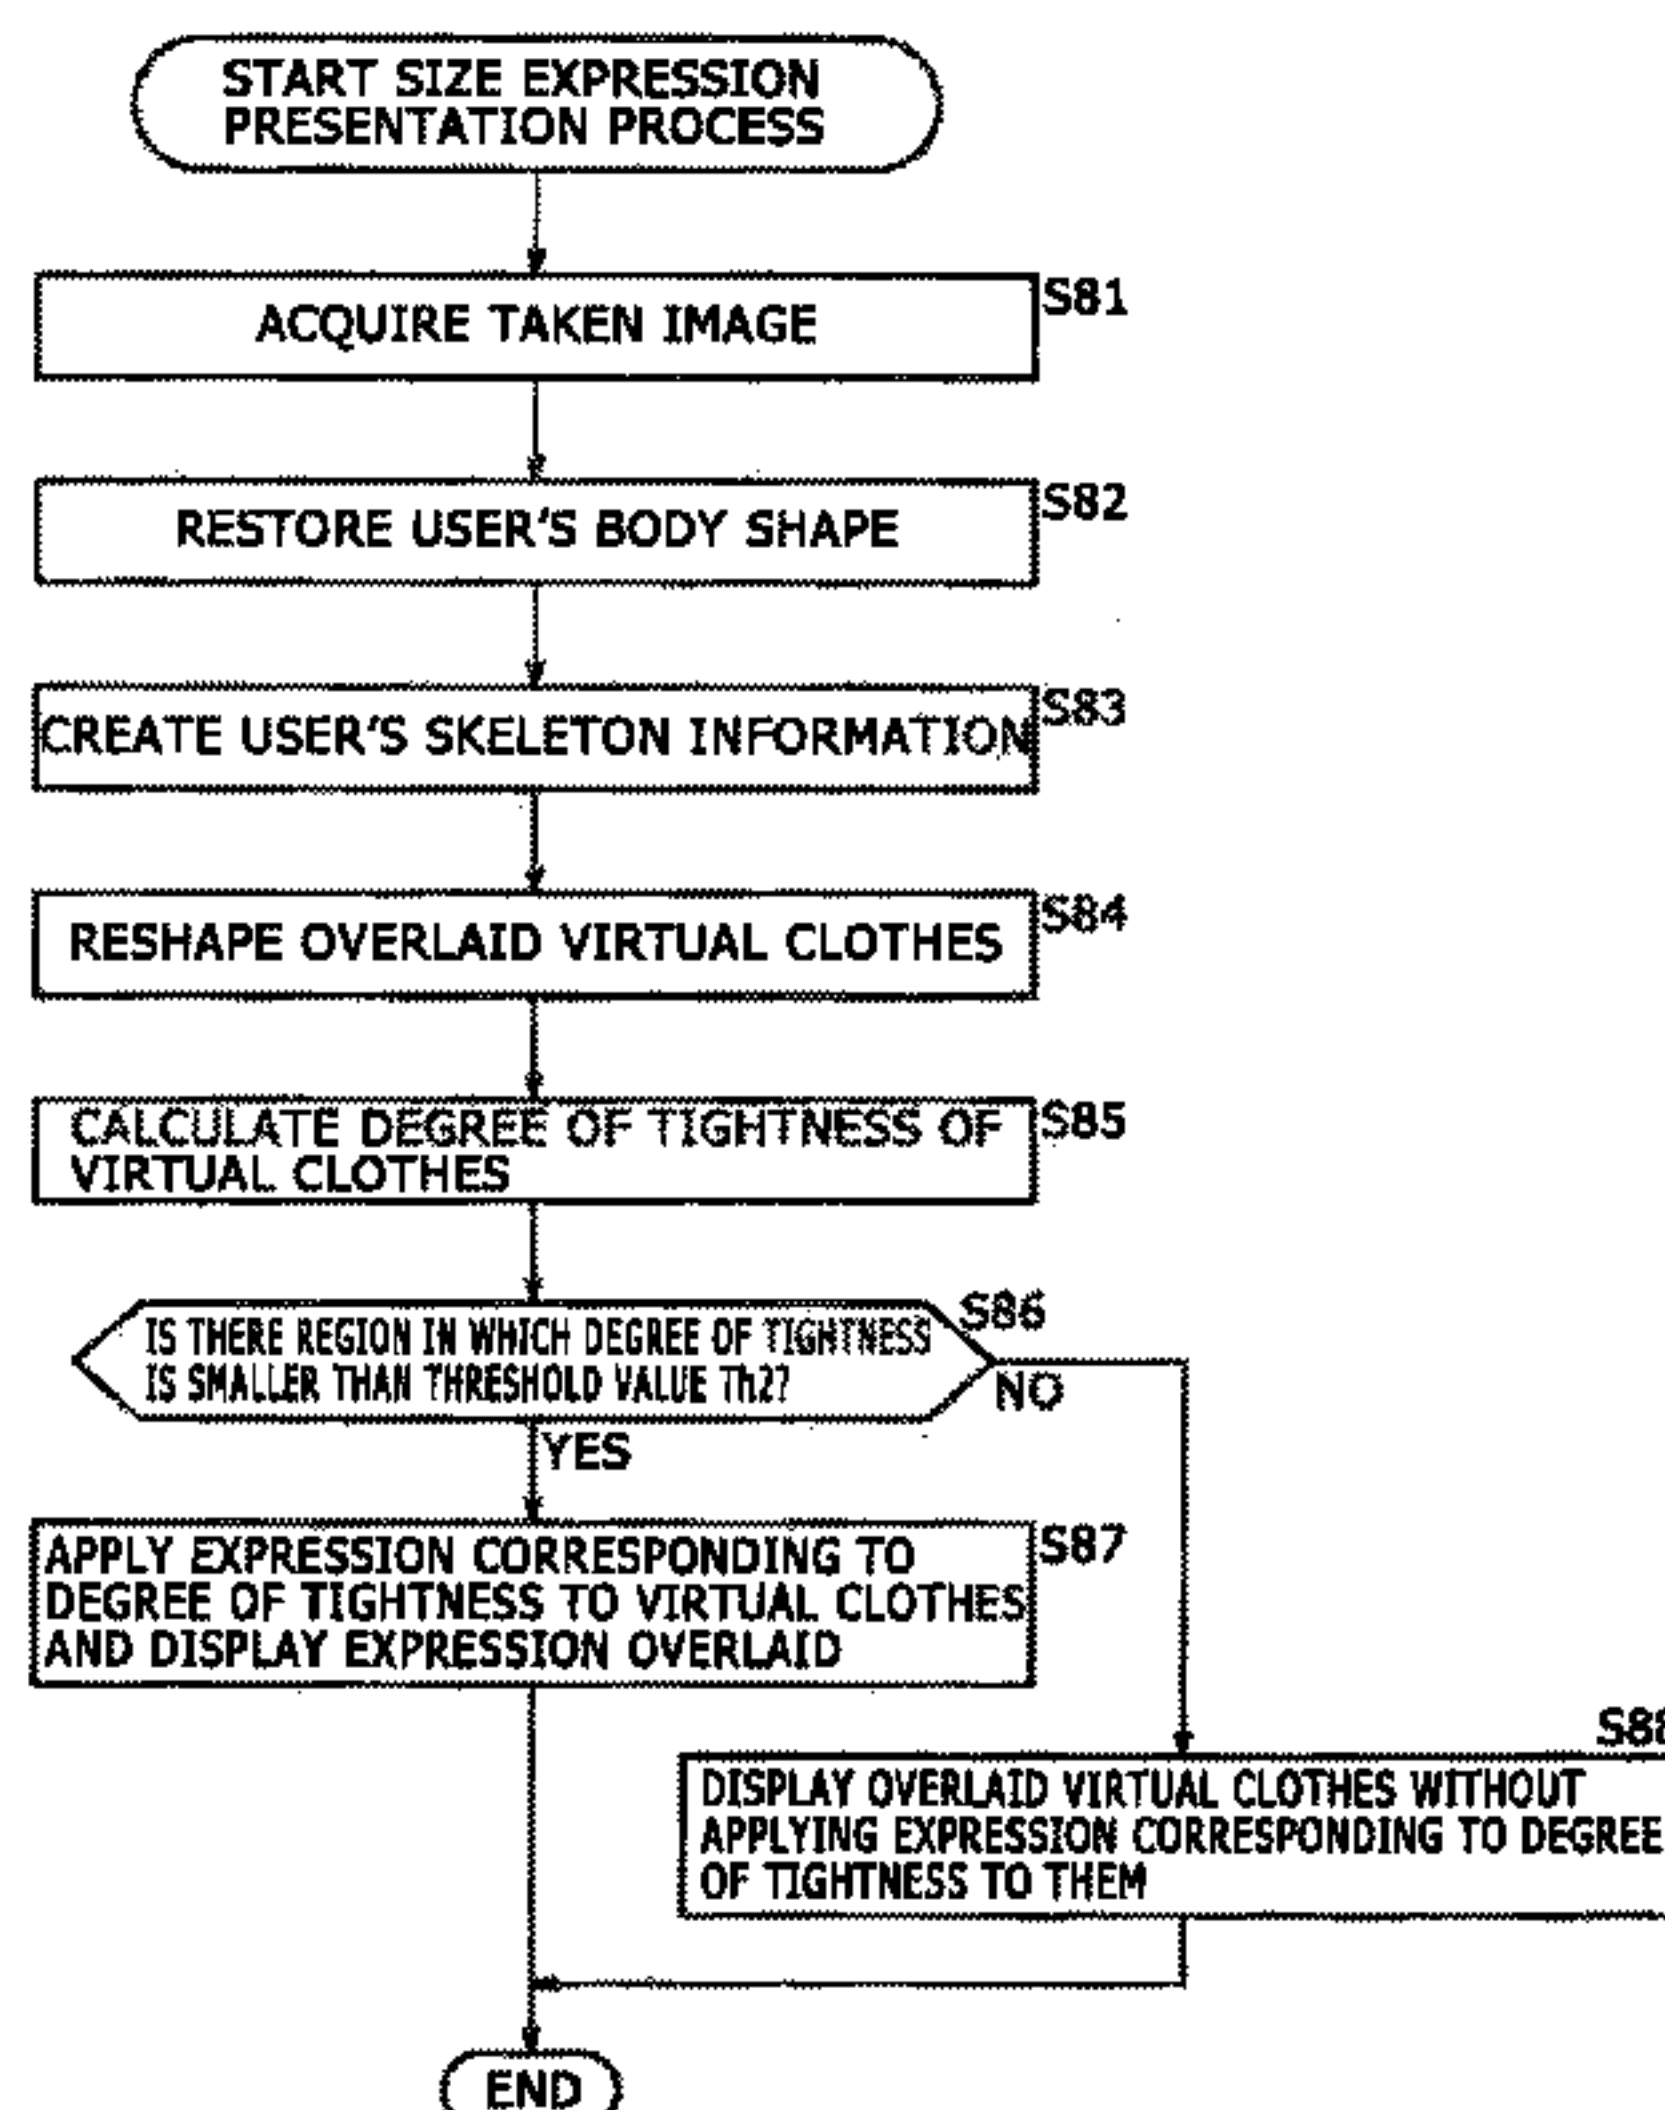 START SIZE EXPRESSION
PRESENTATION PROCESS
S81
ACQUIRE TAKEN IMAGE
S82
RESTORE USER'S BODY SHAPE
S83
CREATE USER'S SKELETON INFORMATION
S84
RESHAPE OVERLAID VIRTUAL CLOTHES
S85
CALCULATE DEGREE OF TIGHTNESS OF
VIRTUAL CLOTHES
S86
IS THERE REGION IN WHICH DEGREE OF TIGHTNESS
IS SMALLER THAN THRESHOLD VALUE Th2?
NO
YES
S87
APPLY EXPRESSION CORRESPONDING TO
DEGREE OF TIGHTNESS TO VIRTUAL CLOTHES
AND DISPLAY EXPRESSION OVERLAID
S88
DISPLAY OVERLAID VIRTUAL CLOTHES WITHOUT
APPLYING EXPRESSION CORRESPONDING TO DEGREE
OF TIGHTNESS TO THEM
END